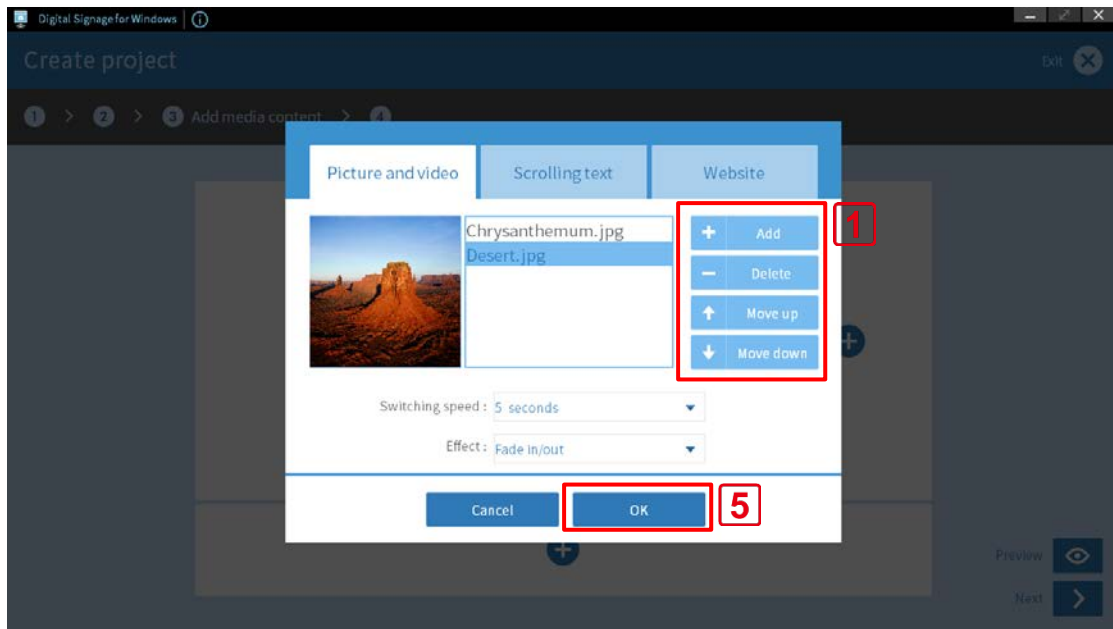 Digital Signage for Windows
Create project
Exit
1 > 2 > 3 Add media content > 4
Picture and video
Scrolling text
Website
Chrysanthemum.jpg
Desert.jpg
Add
Delete
Move up
Move down
1
Switching speed : 5 seconds
Effect : Fade in/out
Cancel
OK
5
Preview
Next